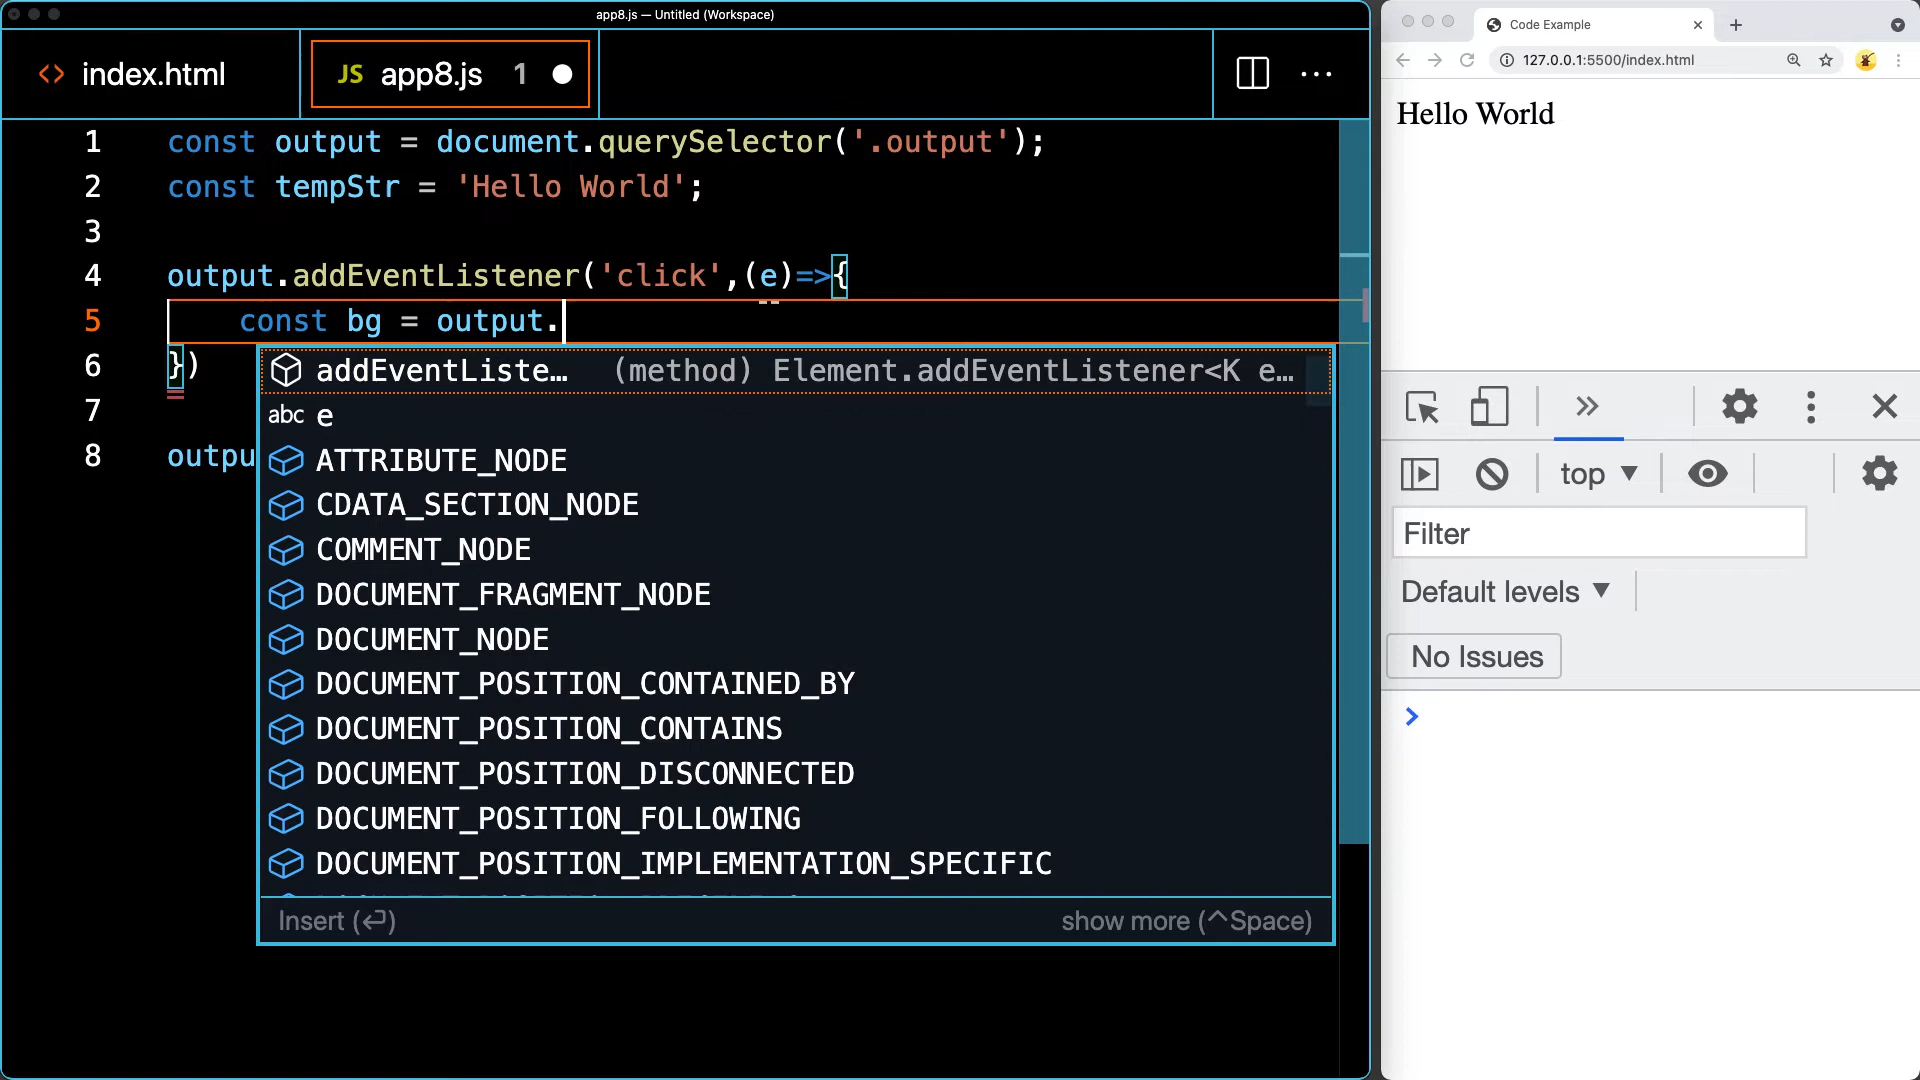 app8.js — Untitled (Workspace)
<> index.html
JS app8.js 1
1 const output = document.querySelector('.output');
2 const tempStr = 'Hello World';
3
4 output.addEventListener('click',(e)=>{
5 const bg = output.
6 })
7
8 outpu
addEventListe… (method) Element.addEventListener<K e…
abc e
ATTRIBUTE_NODE
CDATA_SECTION_NODE
COMMENT_NODE
DOCUMENT_FRAGMENT_NODE
DOCUMENT_NODE
DOCUMENT_POSITION_CONTAINED_BY
DOCUMENT_POSITION_CONTAINS
DOCUMENT_POSITION_DISCONNECTED
DOCUMENT_POSITION_FOLLOWING
DOCUMENT_POSITION_IMPLEMENTATION_SPECIFIC
Insert (⏎) show more (^Space)
Code Example
127.0.0.1:5500/index.html
Hello World
top
Filter
Default levels
No Issues